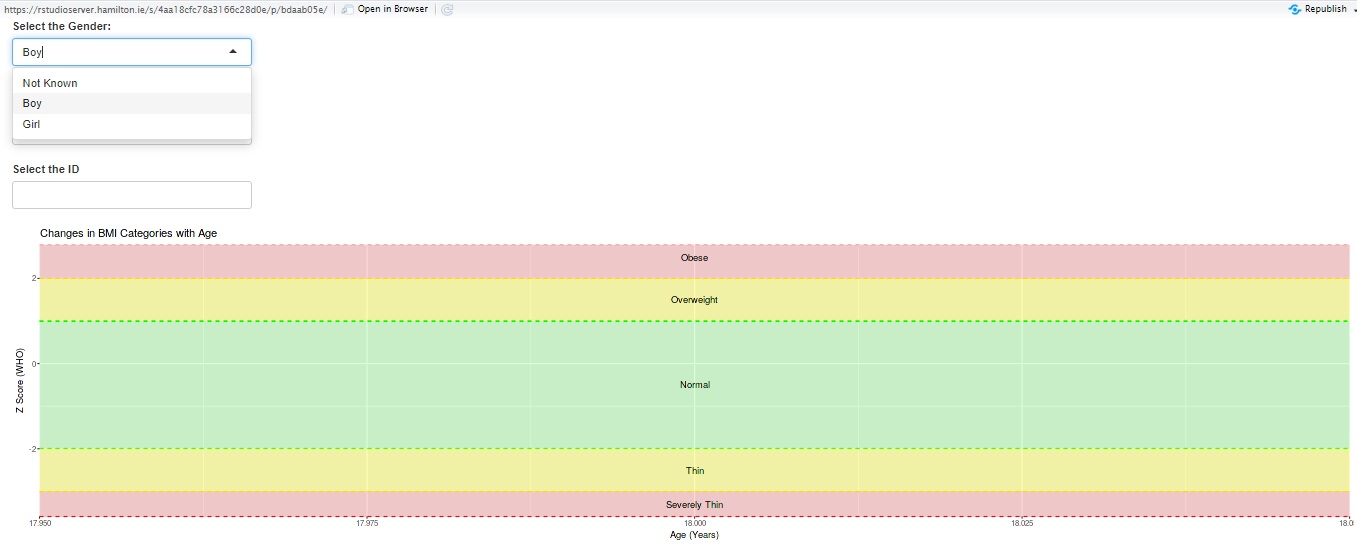 https://rstudioserver.hamilton.ie/s/4aa18cfc78a3166c28d0e/p/bdaab05e/ Open in Browser Republish
Select the Gender:
Boy
Not Known
Boy
Girl
Select the ID
Changes in BMI Categories with Age
Obese
2
Overweight
0
Z Score (WHO)
Normal
-2
Thin
Severely Thin
17.950 17.975 18.000 18.025 18.0
Age (Years)